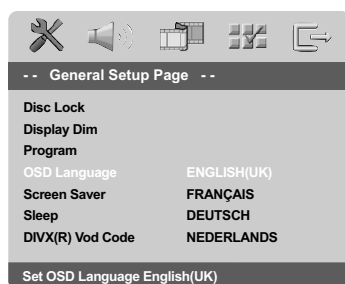 - - General Setup Page - -
Disc Lock
Display Dim
Program
OSD Language ENGLISH(UK)
Screen Saver FRANÇAIS
Sleep DEUTSCH
DIVX(R) Vod Code NEDERLANDS
Set OSD Language English(UK)